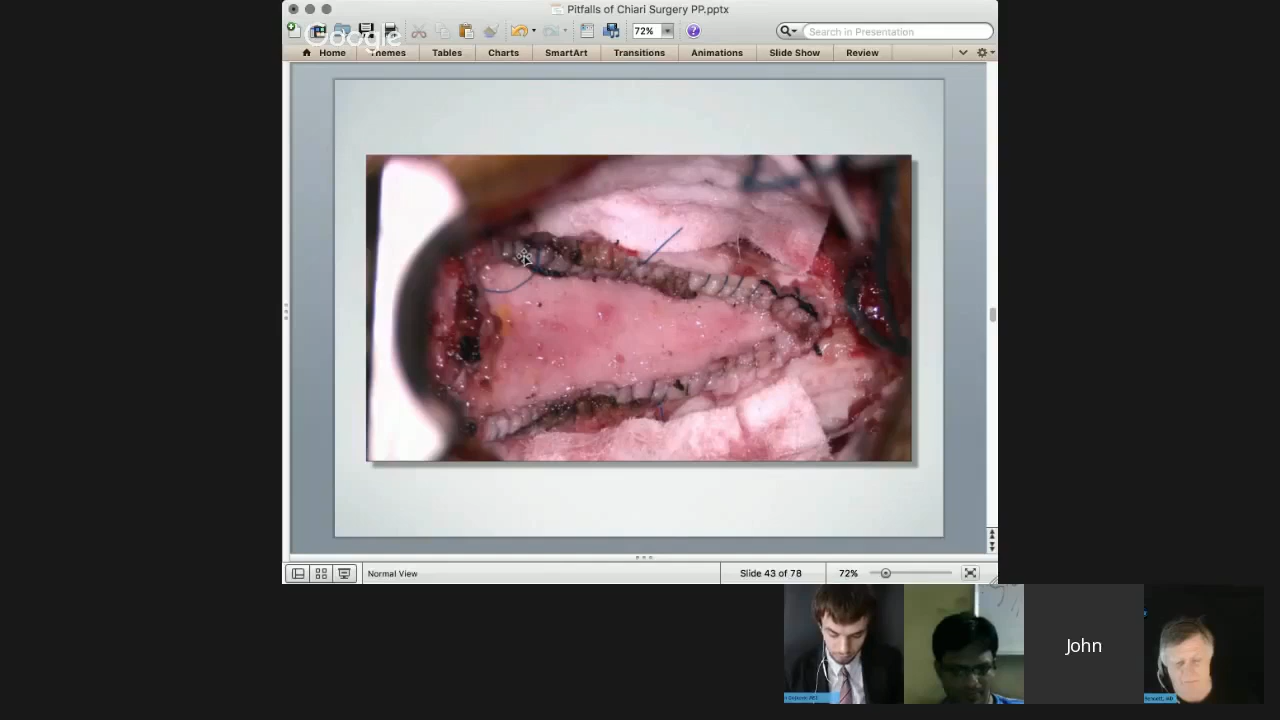 Pitfalls of Chiari Surgery PP.pptx
Google
72%
Search in Presentation
Home Themes Tables Charts SmartArt Transitions Animations Slide Show Review
Normal View
Slide 43 of 78
72%
John